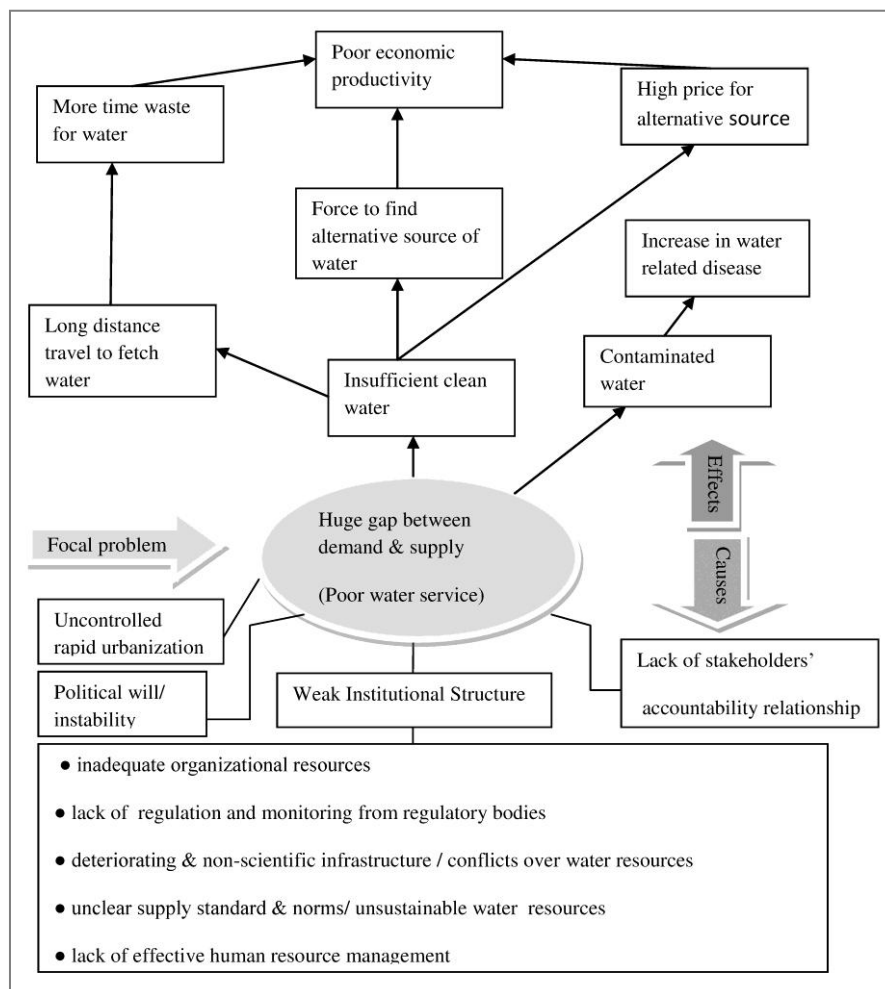 Poor economic
productivity
More time waste
for water
High price for
alternative source
Force to find
alternative source of
water
Increase in water
related disease
Long distance
travel to fetch
water
Insufficient clean
water
Contaminated
water
Effects
Huge gap between
demand & supply
(Poor water service)
Focal problem
Causes
Uncontrolled
rapid urbanization
Political will/
instability
Weak Institutional Structure
Lack of stakeholders’
accountability relationship
● inadequate organizational resources
● lack of regulation and monitoring from regulatory bodies
● deteriorating & non-scientific infrastructure / conflicts over water resources
● unclear supply standard & norms/ unsustainable water resources
● lack of effective human resource management